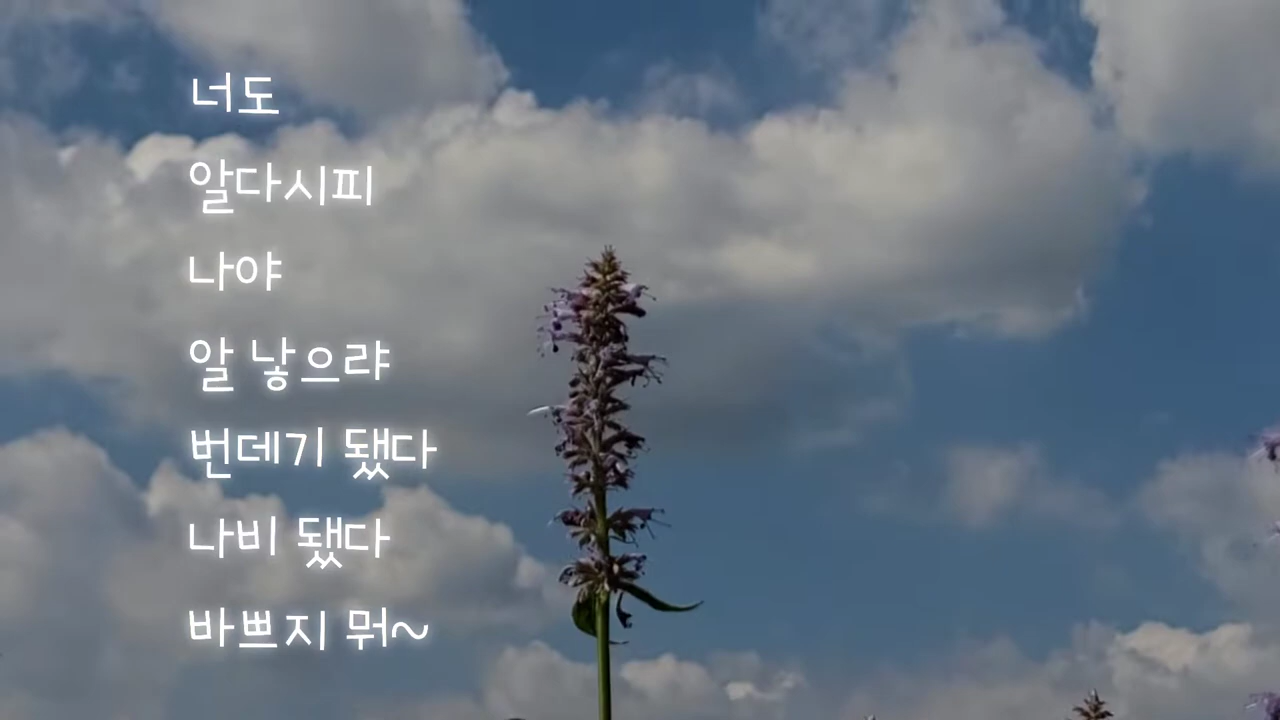 너도
알다시피
나야
알 낳으랴
번데기 됐다
나비 됐다
바쁘지 뭐~